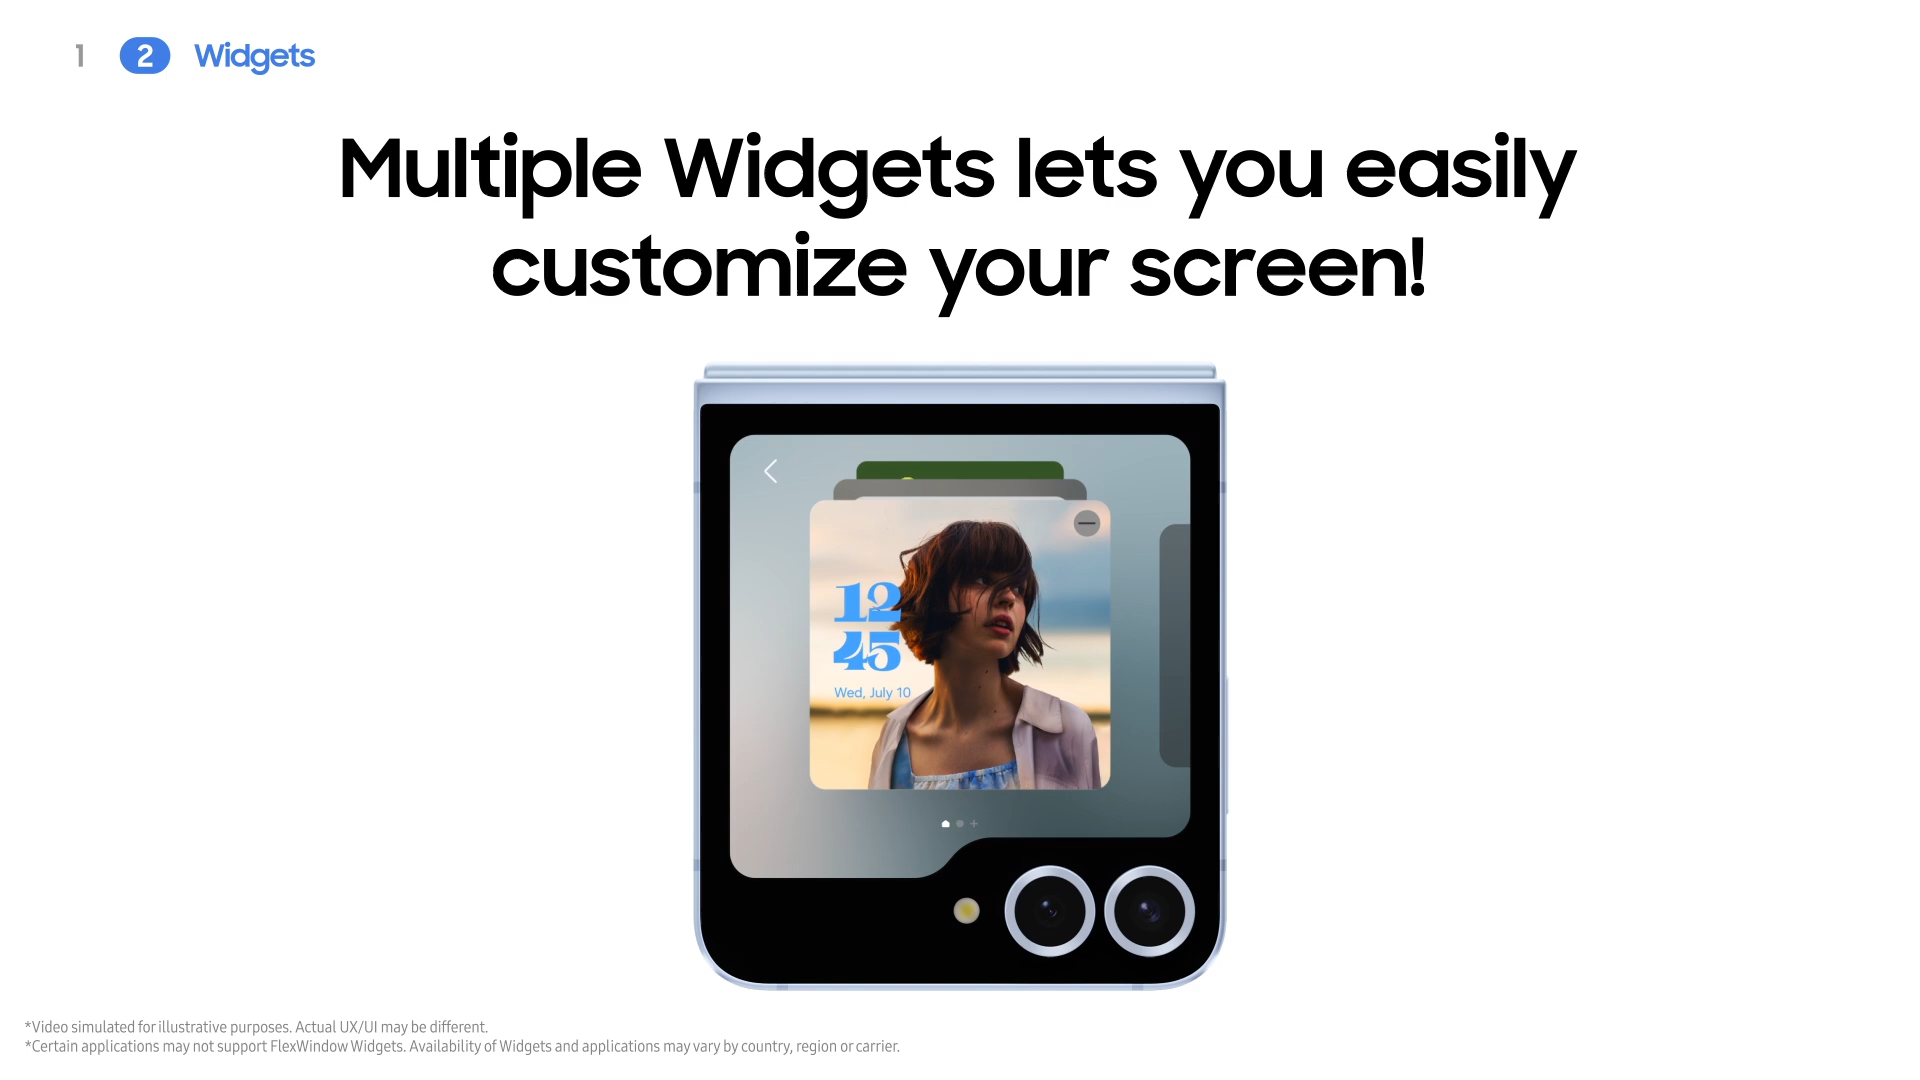 1 2 Widgets
Multiple Widgets lets you easily
customize your screen!
12
45
Wed, July 10
*Video simulated for illustrative purposes. Actual UX/UI may be different.
*Certain applications may not support FlexWindow Widgets. Availability of Widgets and applications may vary by country, region or carrier.